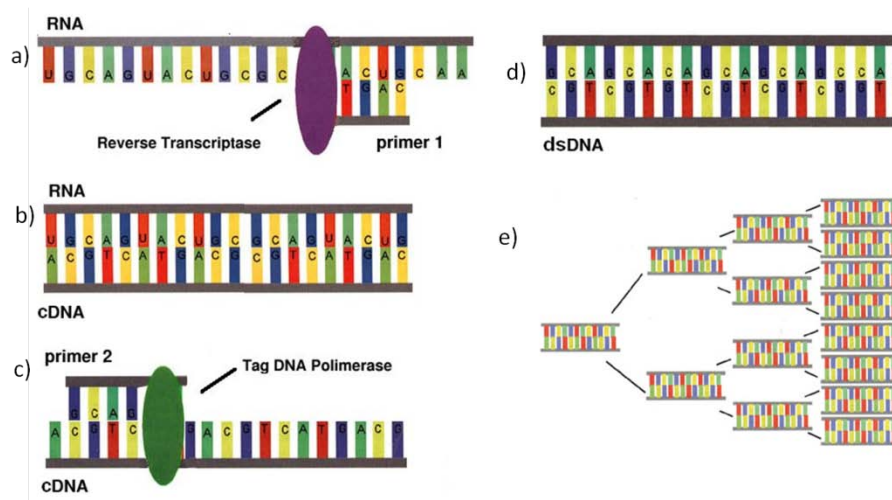 RNA
a)
U G C A G U A C U G C G C A C U G C A A
T G A C
Reverse Transcriptase
primer 1
RNA
b)
U G C A G U A C U G C G C A G U A C U G
A C G T C A T G A C G C G T C A T G A C
cDNA
primer 2
c)
Tag DNA Polimerase
G C A G
A C G T C G A C G T C A T G A C G
cDNA
d)
G C A G C A C A G C A G C A G C C A
C G T C G T G T C G T C G T C G G T
dsDNA
e)